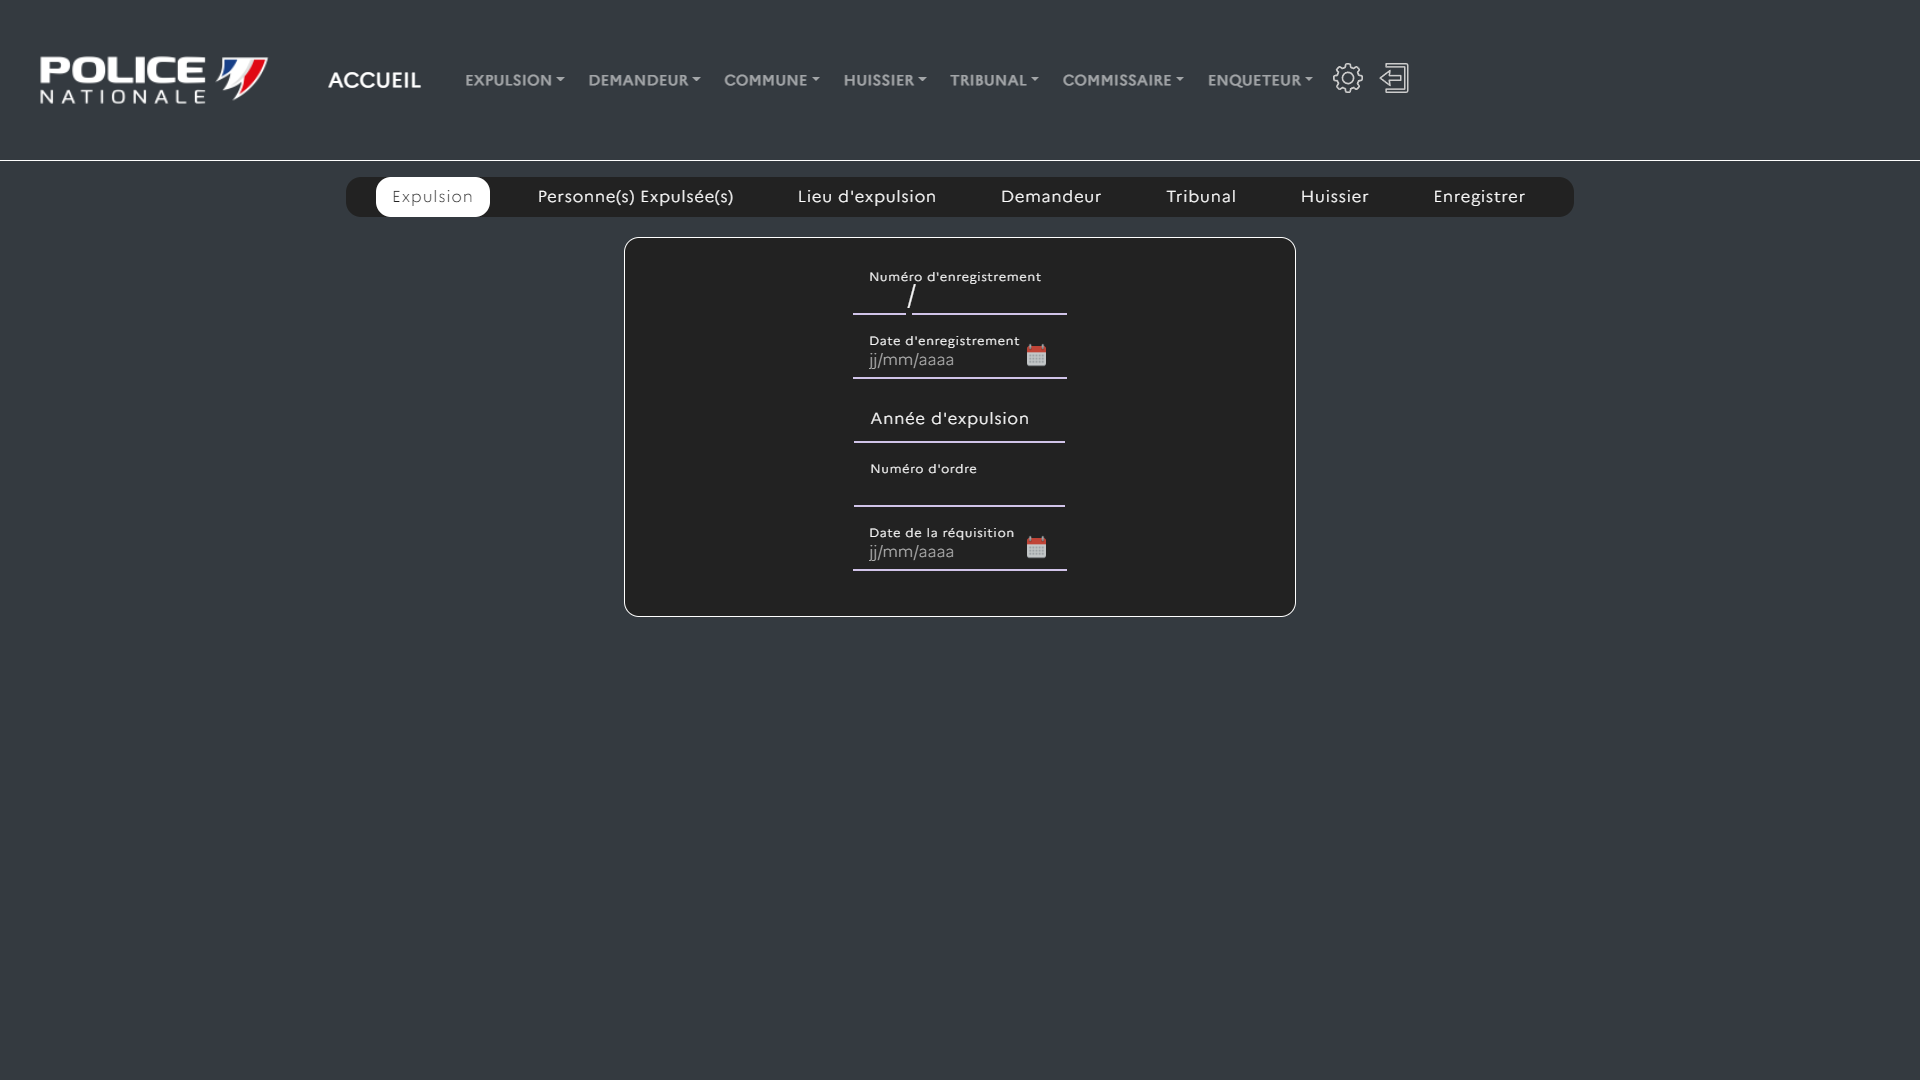 POLICE
NATIONALE
ACCUEIL EXPULSION DEMANDEUR COMMUNE HUISSIER TRIBUNAL COMMISSAIRE ENQUETEUR
Expulsion Personne(s) Expulsée(s) Lieu d'expulsion Demandeur Tribunal Huissier Enregistrer
Numéro d'enregistrement
/
Date d'enregistrement
jj/mm/aaaa
Année d'expulsion
Numéro d'ordre
Date de la réquisition
jj/mm/aaaa